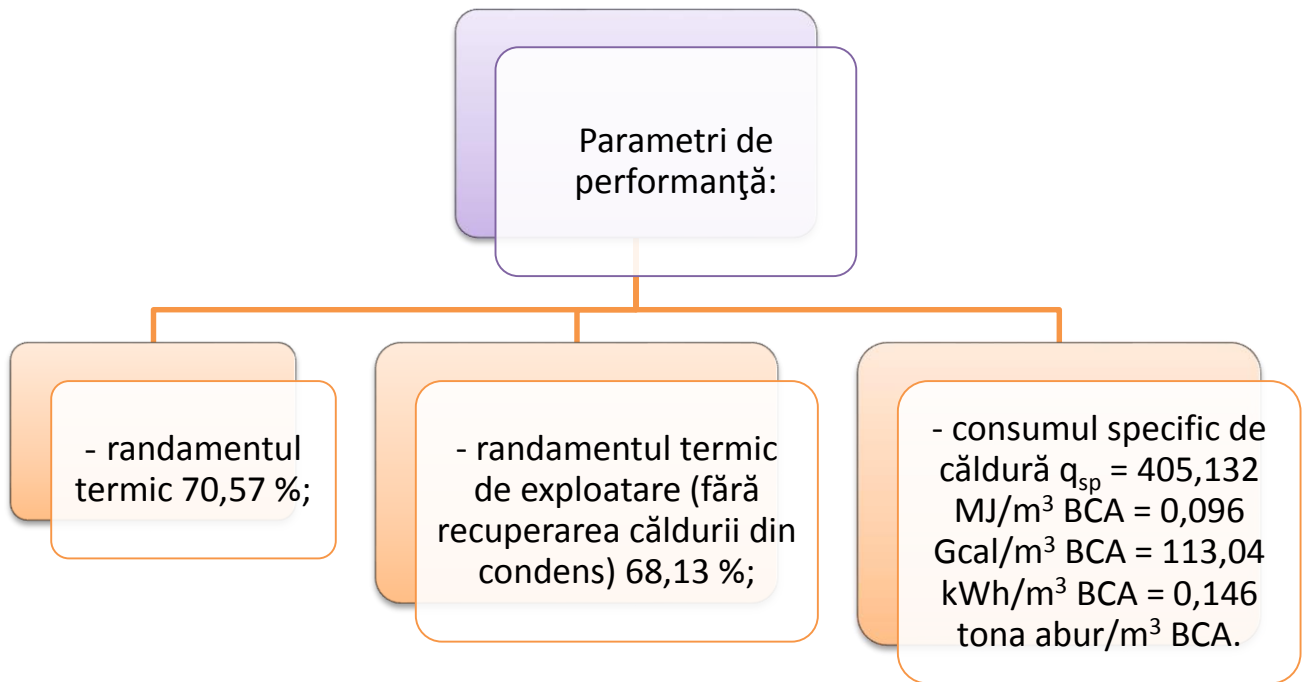 Parametri de
performanţă:
- randamentul
termic 70,57 %;
- randamentul termic
de exploatare (fără
recuperarea căldurii din
condens) 68,13 %;
- consumul specific de
căldură qsp = 405,132
MJ/m³ BCA = 0,096
Gcal/m³ BCA = 113,04
kWh/m³ BCA = 0,146
tona abur/m³ BCA.